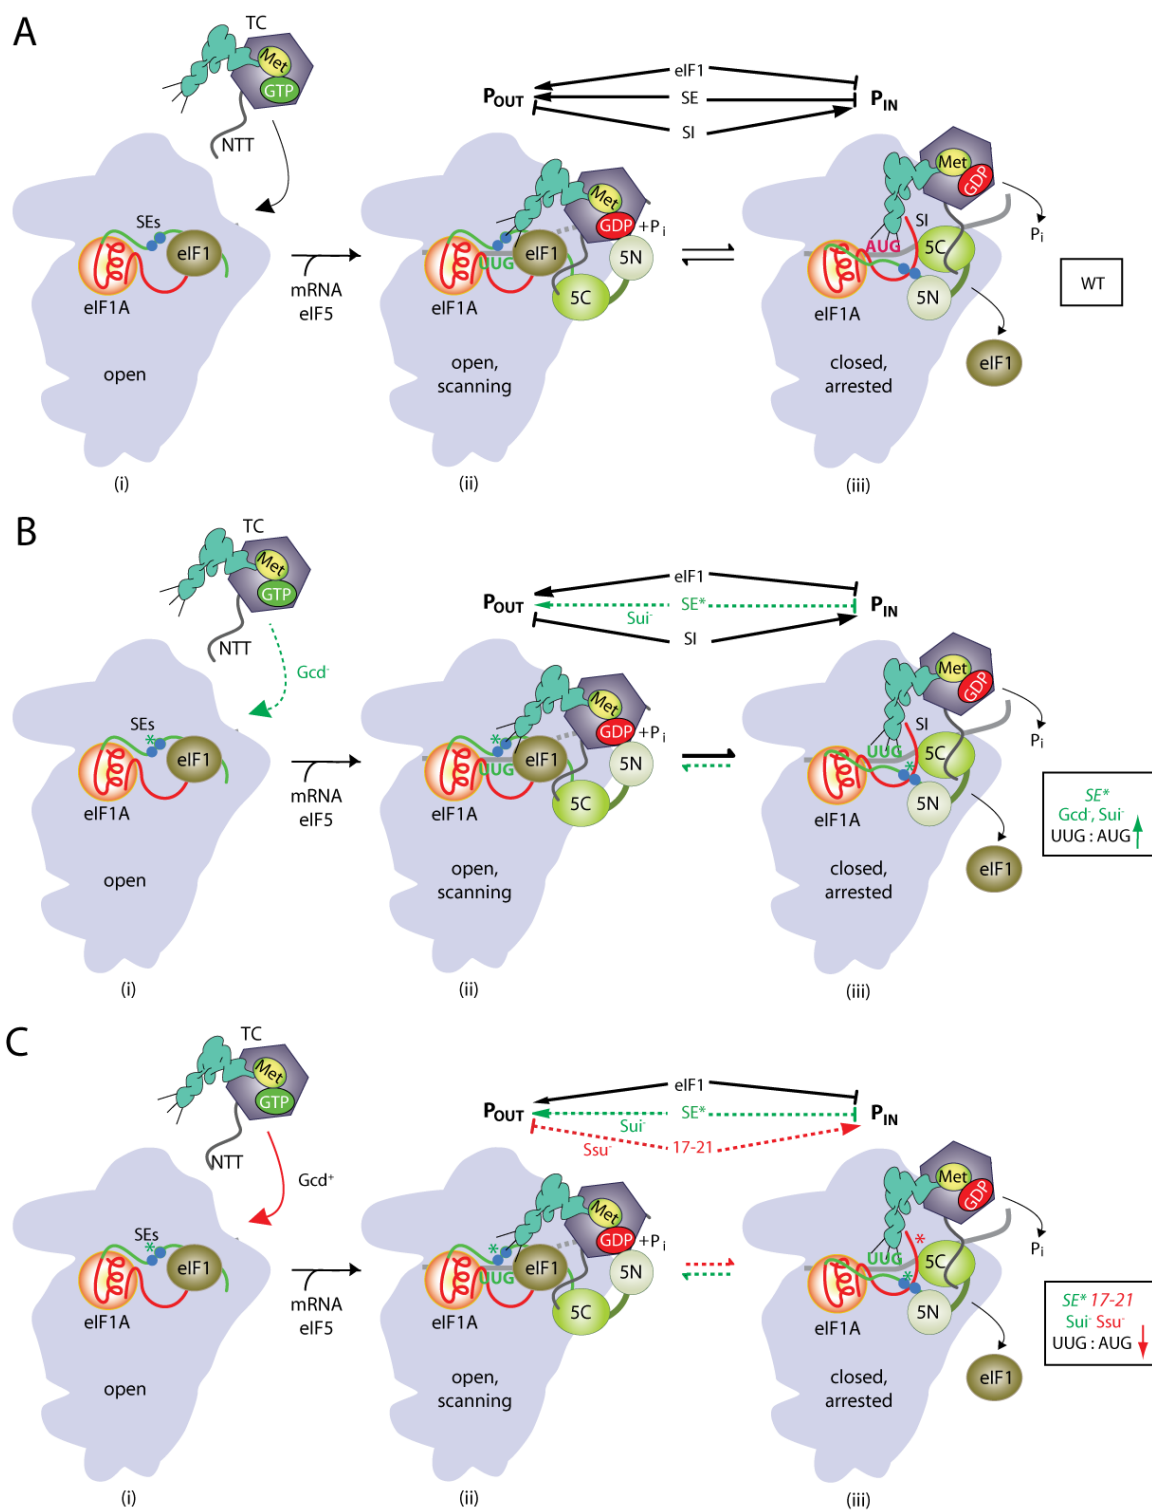 A
TC
Met
GTP
NTT
eIF1
P_OUT SE P_IN
SI
SEs
eIF1
eIF1A
open
(i)
mRNA
eIF5
Met
GDP +Pi
UUG eIF1
5N
5C
eIF1A
open,
scanning
(ii)
Met
GDP
SI
AUG
5C
5N
eIF1A
Pi
eIF1
closed,
arrested
(iii)
WT
B
TC
Met
GTP
NTT
Gcd-
eIF1
P_OUT SE* P_IN
Sui-
SI
SEs
*
eIF1
eIF1A
open
(i)
mRNA
eIF5
Met
*
GDP +Pi
UUG eIF1
5N
5C
eIF1A
open,
scanning
(ii)
Met
GDP
SI
UUG
5C
*
5N
eIF1A
Pi
eIF1
closed,
arrested
(iii)
SE*
Gcd-, Sui-
UUG : AUG
C
TC
Met
GTP
NTT
Gcd+
eIF1
P_OUT SE* P_IN
Sui-
Ssu- 17-21
SEs
*
eIF1
eIF1A
open
(i)
mRNA
eIF5
Met
*
GDP +Pi
UUG eIF1
5N
5C
eIF1A
open,
scanning
(ii)
Met
GDP
*
UUG
5C
*
5N
eIF1A
Pi
eIF1
closed,
arrested
(iii)
SE* 17-21
Sui- Ssu-
UUG : AUG